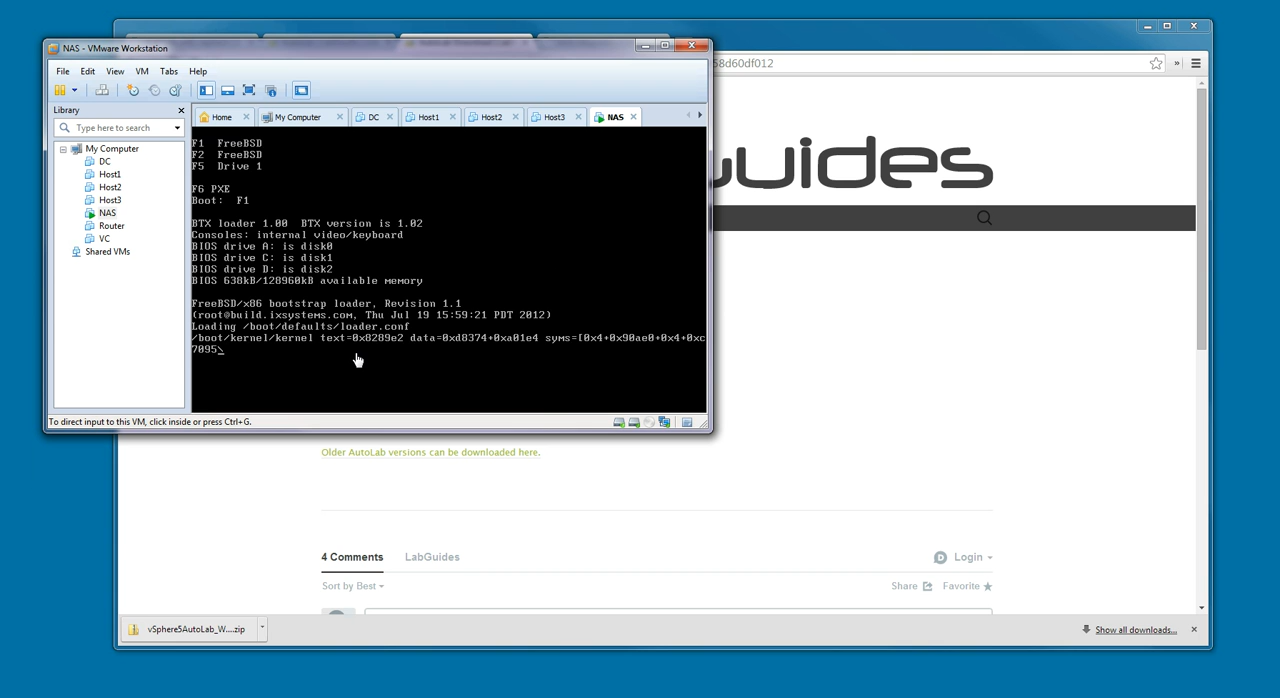 NAS - VMware Workstation
File Edit View VM Tabs Help
58d60df012
Library
Type here to search
My Computer
DC
Host1
Host2
Host3
NAS
Router
VC
Shared VMs
Home My Computer DC Host1 Host2 Host3 NAS
F1 FreeBSD
F2 FreeBSD
F5 Drive 1
F6 PXE
Boot: F1
BTX loader 1.00 BTX version is 1.02
Consoles: internal video/keyboard
BIOS drive A: is disk0
BIOS drive C: is disk1
BIOS drive D: is disk2
BIOS 638kB/128960kB available memory
FreeBSD/x86 bootstrap loader, Revision 1.1
(root@build.ixsystems.com, Thu Jul 19 15:59:21 PDT 2012)
Loading /boot/defaults/loader.conf
/boot/kernel/kernel text=0x8289e2 data=0xd8374+0xa01e4 syms=[0x4+0x90ae0+0x4+0xc
7095\
To direct input to this VM, click inside or press Ctrl+G.
uides
Older AutoLab versions can be downloaded here.
4 Comments LabGuides Login
Sort by Best Share Favorite
vSphere5AutoLab_W....zip
Show all downloads...